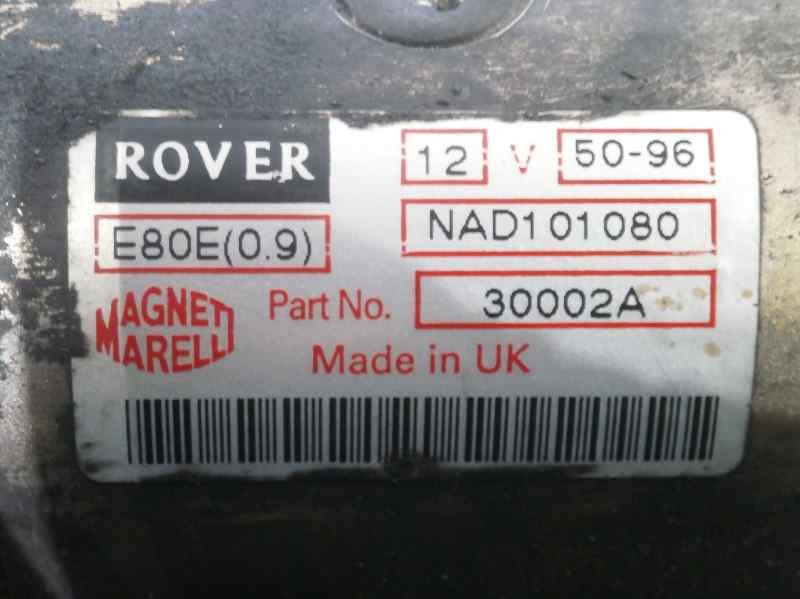 ROVER 12 V 50-96
E80E(0.9) NAD101080
MAGNETI MARELLI Part No. 30002A
Made in UK